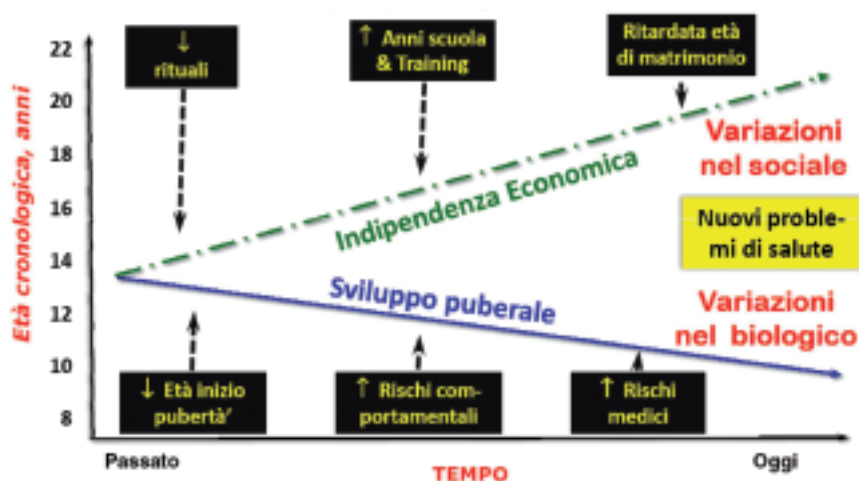 ↓
rituali
↑ Anni scuola
& Training
Ritardata età
di matrimonio
Età cronologica, anni
22
20
18
16
14
12
10
8
Indipendenza Economica
Variazioni
nel sociale
Nuovi proble-
mi di salute
Sviluppo puberale
Variazioni
nel biologico
↓ Età inizio
pubertà'
↑ Rischi com-
portamentali
↑ Rischi
medici
Passato
TEMPO
Oggi